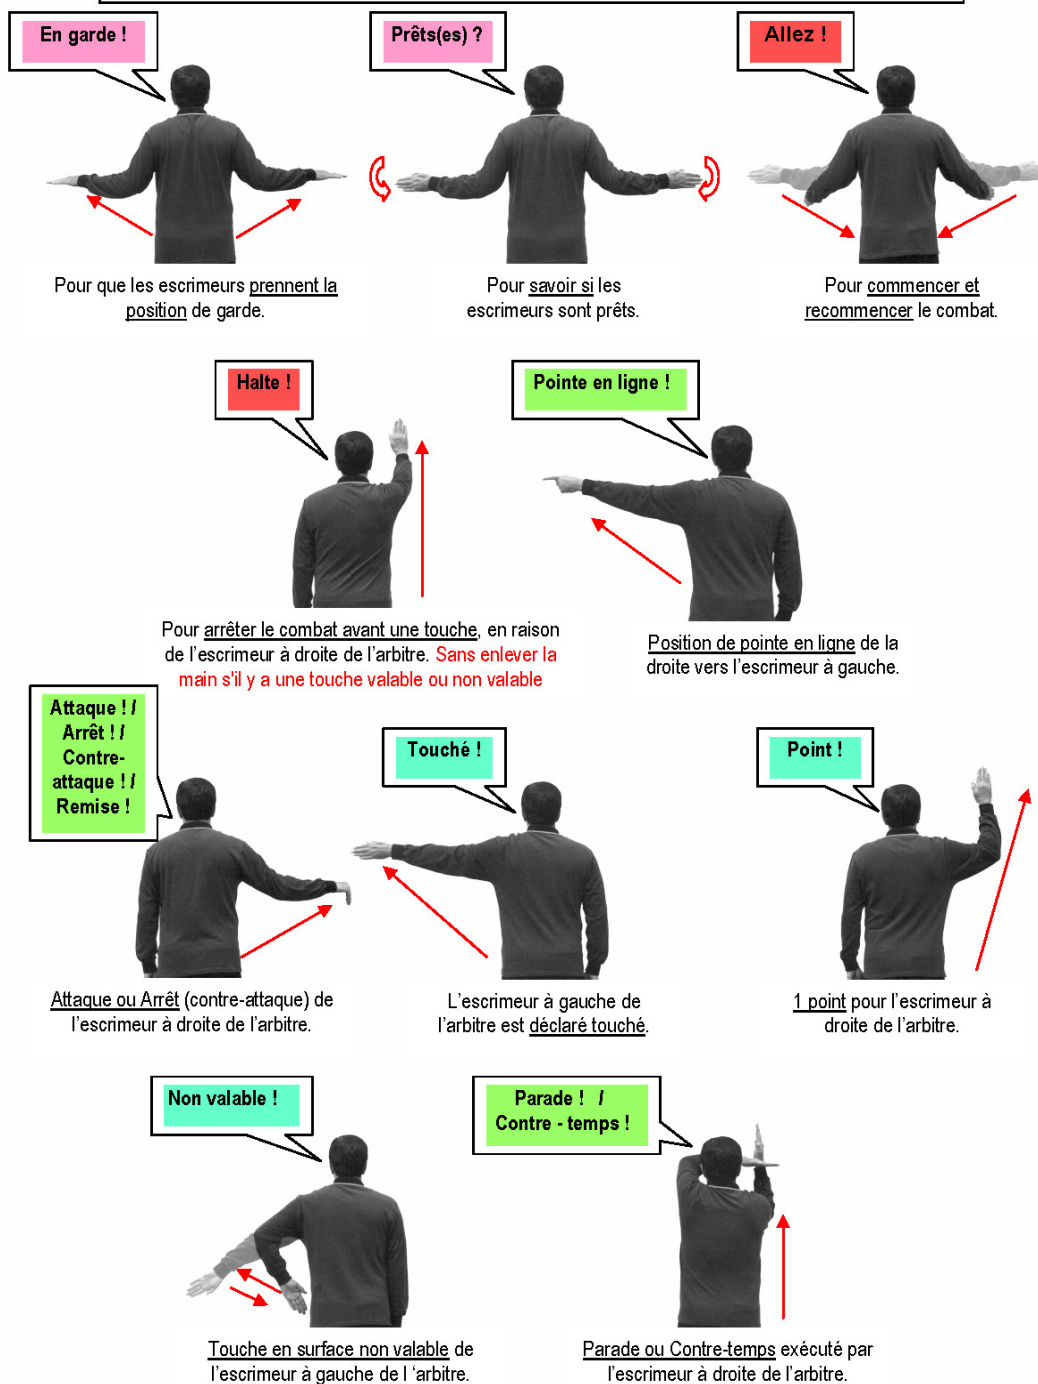 En garde !
Prêts(es) ?
Allez !
Pour que les escrimeurs prennent la
position de garde.
Pour savoir si les
escrimeurs sont prêts.
Pour commencer et
recommencer le combat.
Halte !
Pointe en ligne !
Pour arrêter le combat avant une touche, en raison
de l'escrimeur à droite de l'arbitre. Sans enlever la
main s'il y a une touche valable ou non valable
Position de pointe en ligne de la
droite vers l'escrimeur à gauche.
Attaque ! /
Arrêt ! /
Contre-
attaque ! /
Remise !
Touché !
Point !
Attaque ou Arrêt (contre-attaque) de
l'escrimeur à droite de l'arbitre.
L'escrimeur à gauche de
l'arbitre est déclaré touché.
1 point pour l'escrimeur à
droite de l'arbitre.
Non valable !
Parade ! /
Contre - temps !
Touche en surface non valable de
l'escrimeur à gauche de l 'arbitre.
Parade ou Contre-temps exécuté par
l'escrimeur à droite de l'arbitre.